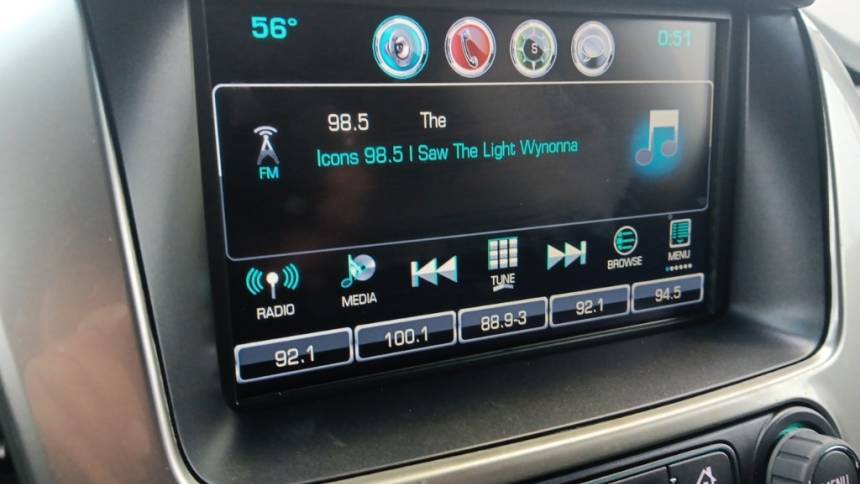 56° S 0:51
98.5 The
FM Icons 98.5 I Saw The Light Wynonna
RADIO MEDIA TUNE BROWSE MENU
92.1 100.1 88.9-3 92.1 94.5
MENU